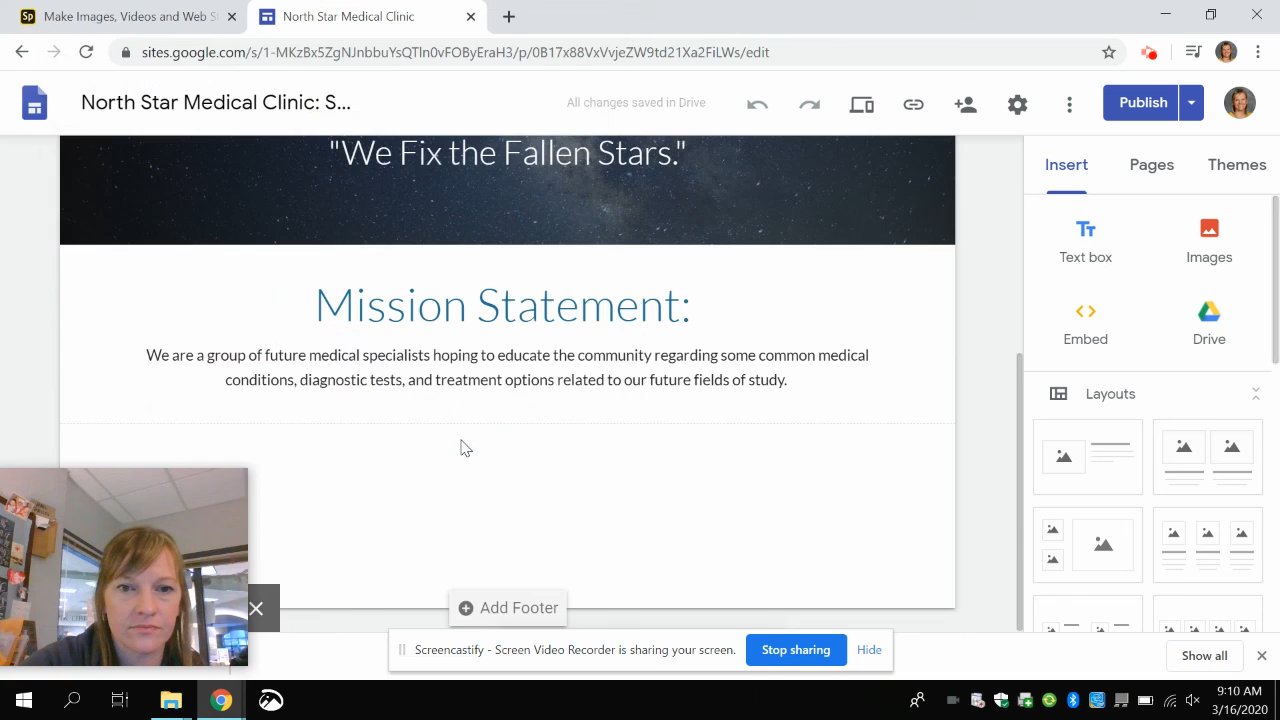 Sp Make Images, Videos and Web S
North Star Medical Clinic
sites.google.com/s/1-MKzBx5ZgNJnbbuYsQTln0vFOByEraH3/p/0B17x88VxVvjeZW9td21Xa2FiLWs/edit
North Star Medical Clinic: S...
All changes saved in Drive
Publish
"We Fix the Fallen Stars."
Insert
Pages
Themes
Text box
Images
Embed
Drive
Layouts
Mission Statement:
We are a group of future medical specialists hoping to educate the community regarding some common medical
conditions, diagnostic tests, and treatment options related to our future fields of study.
Add Footer
Screencastify - Screen Video Recorder is sharing your screen.
Stop sharing
Hide
Show all
9:10 AM
3/16/2020